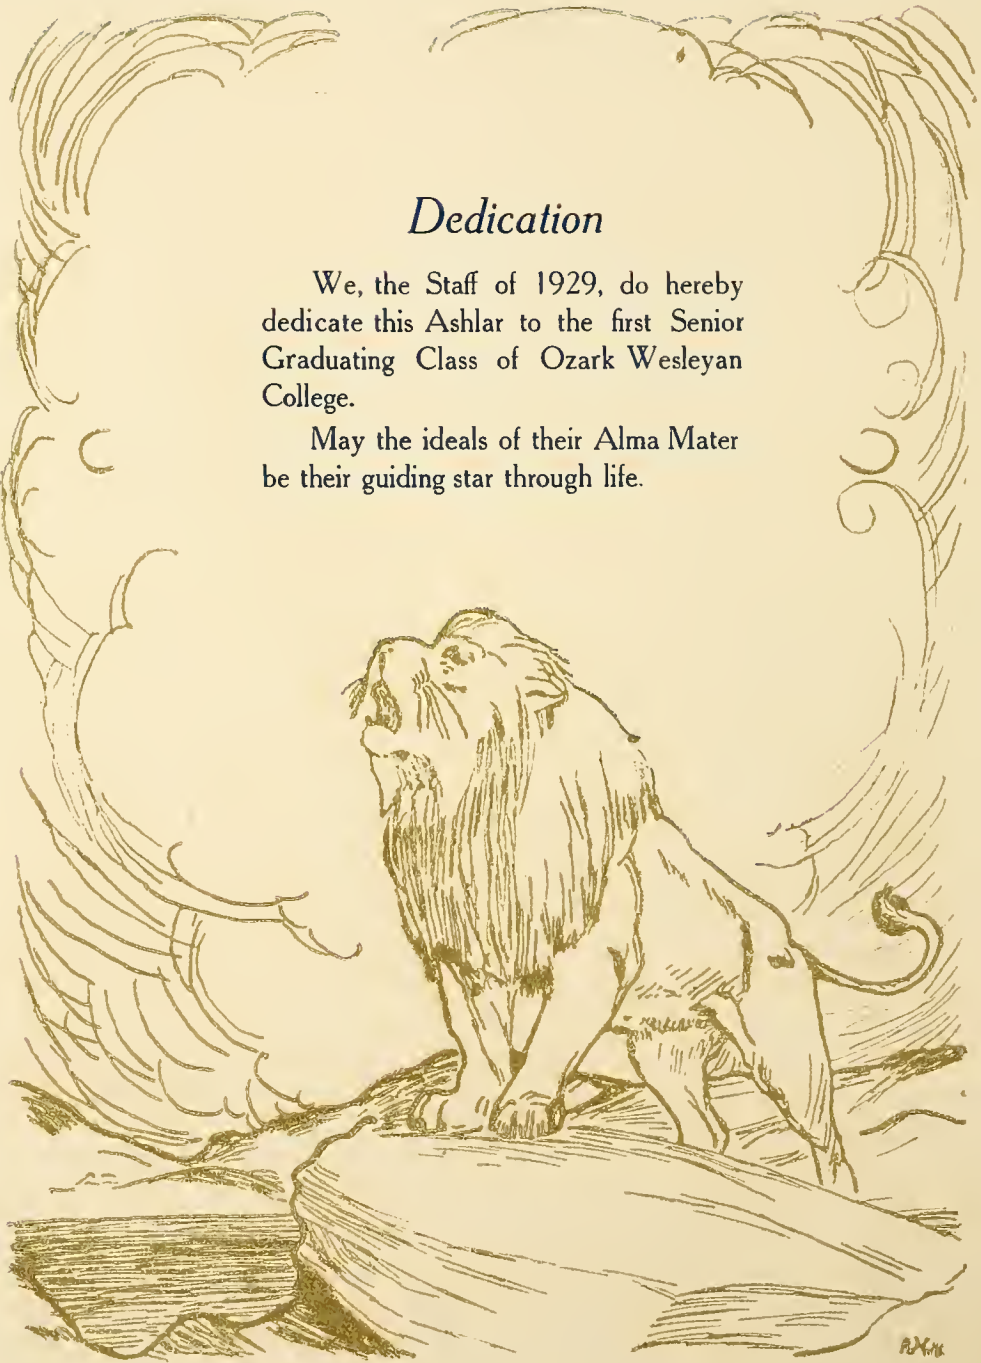 Dedication
We, the Staff of 1929, do hereby
dedicate this Ashlar to the first Senior
Graduating Class of Ozark Wesleyan
College.
May the ideals of their Alma Mater
be their guiding star through life.